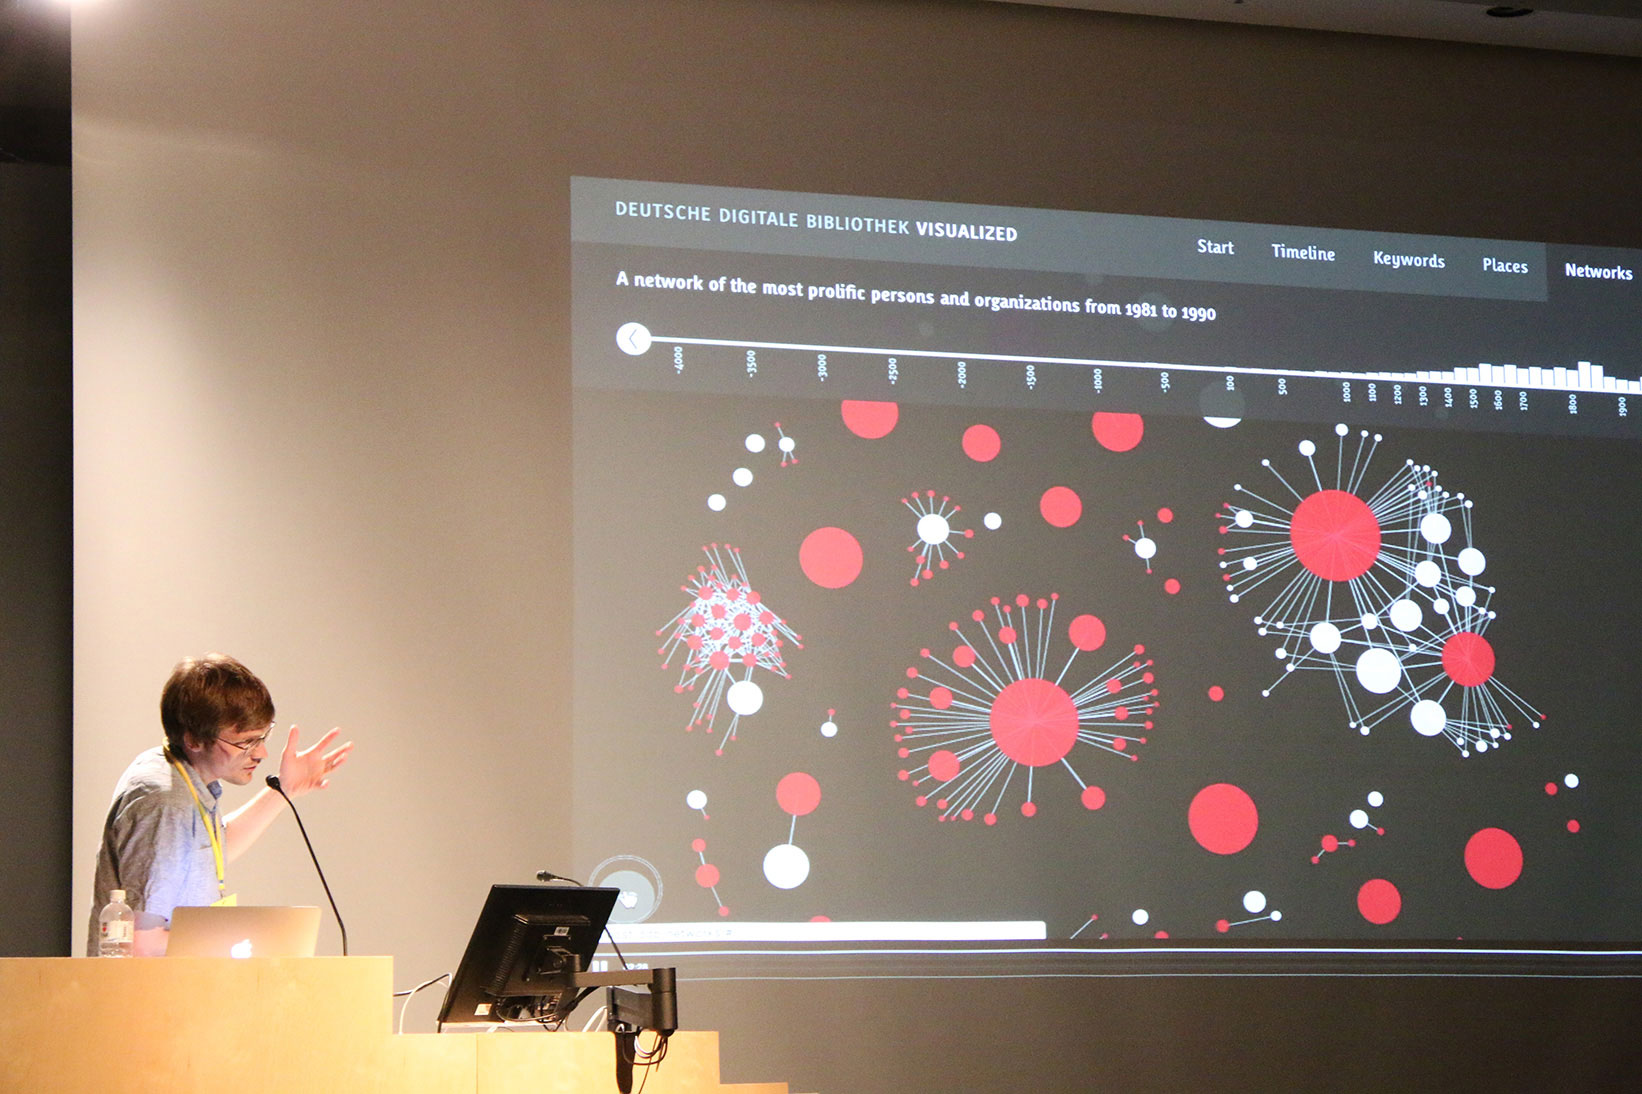 DEUTSCHE DIGITALE BIBLIOTHEK VISUALIZED
Start Timeline Keywords Places Networks
A network of the most prolific persons and organizations from 1981 to 1990
-4000 -3500 -3000 -2500 -2000 -1500 -1000 -500 100 500 1000 1100 1200 1300 1400 1500 1600 1700 1800 1900